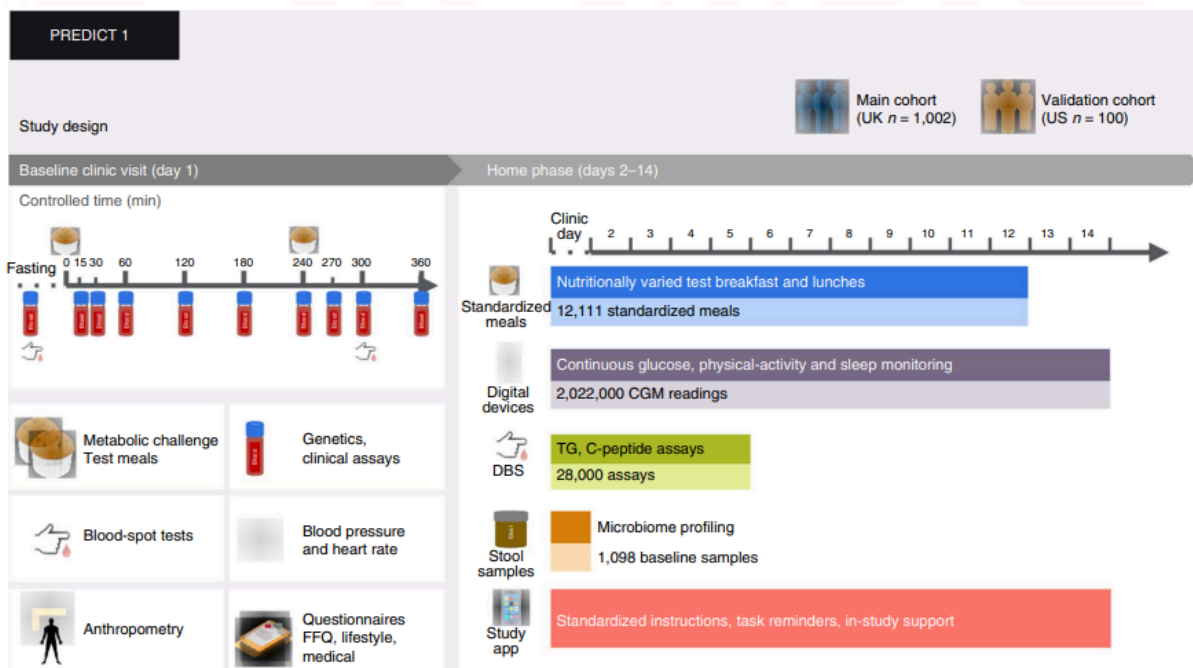 PREDICT 1
Main cohort
(UK n = 1,002)
Validation cohort
(US n = 100)
Study design
Baseline clinic visit (day 1)
Home phase (days 2–14)
Controlled time (min)
Fasting 0 15 30 60 120 180 240 270 300 360
Clinic
day 2 3 4 5 6 7 8 9 10 11 12 13 14
Standardized
meals
Nutritionally varied test breakfast and lunches
12,111 standardized meals
Digital
devices
Continuous glucose, physical-activity and sleep monitoring
2,022,000 CGM readings
DBS
TG, C-peptide assays
28,000 assays
Stool
samples
Microbiome profiling
1,098 baseline samples
Study
app
Standardized instructions, task reminders, in-study support
Metabolic challenge
Test meals
Genetics,
clinical assays
Blood-spot tests
Blood pressure
and heart rate
Anthropometry
Questionnaires
FFQ, lifestyle,
medical